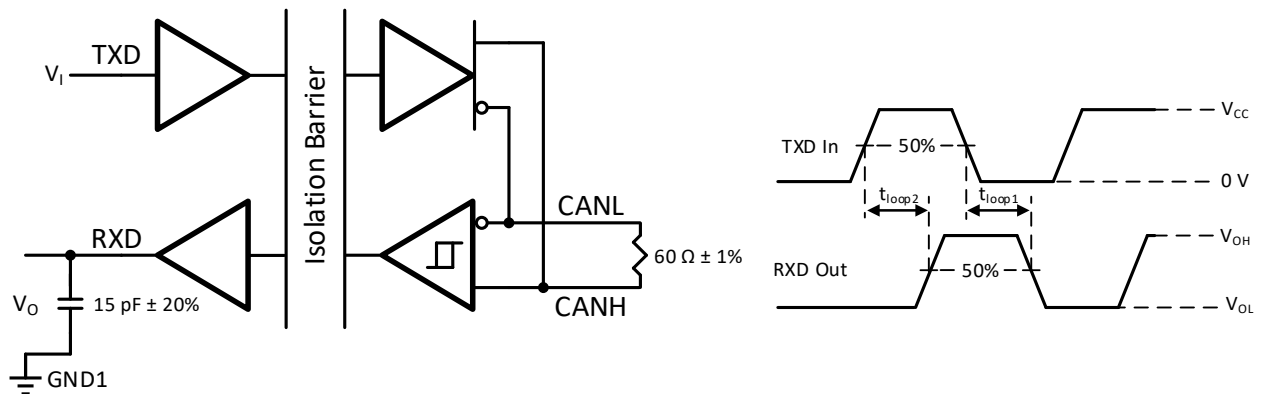 TXD
V_I
Isolation Barrier
CANL
RXD
60 Ω ± 1%
V_O
15 pF ± 20%
CANH
GND1
V_CC
TXD In
50%
0 V
t_loop2
t_loop1
V_OH
RXD Out
50%
V_OL